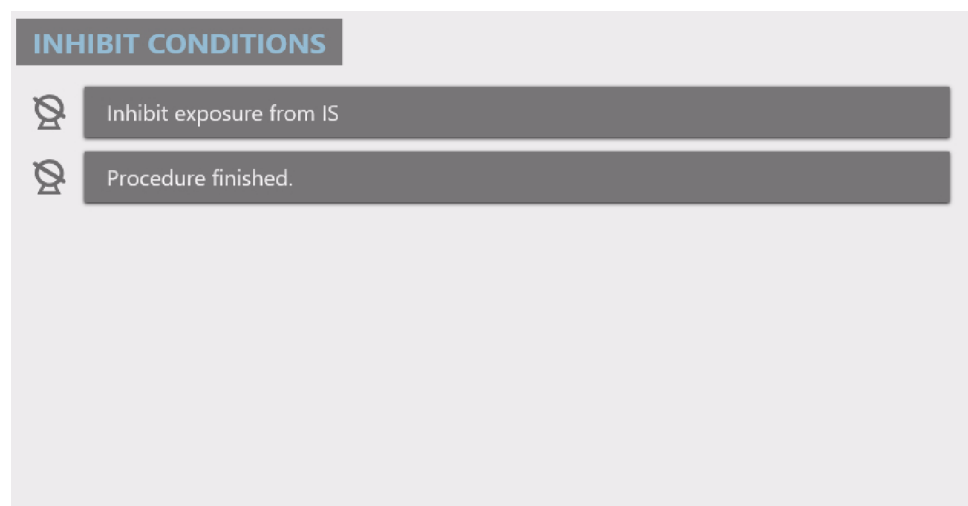 INHIBIT CONDITIONS
Inhibit exposure from IS
Procedure finished.